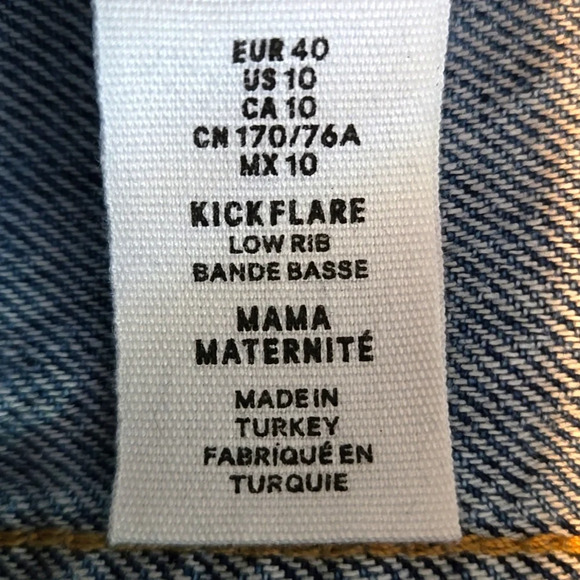 EUR 40
US 10
CA 10
CN 170/76A
MX 10
KICKFLARE
LOW RIB
BANDE BASSE
MAMA
MATERNITÉ
MADE IN
TURKEY
FABRIQUÉ EN
TURQUIE